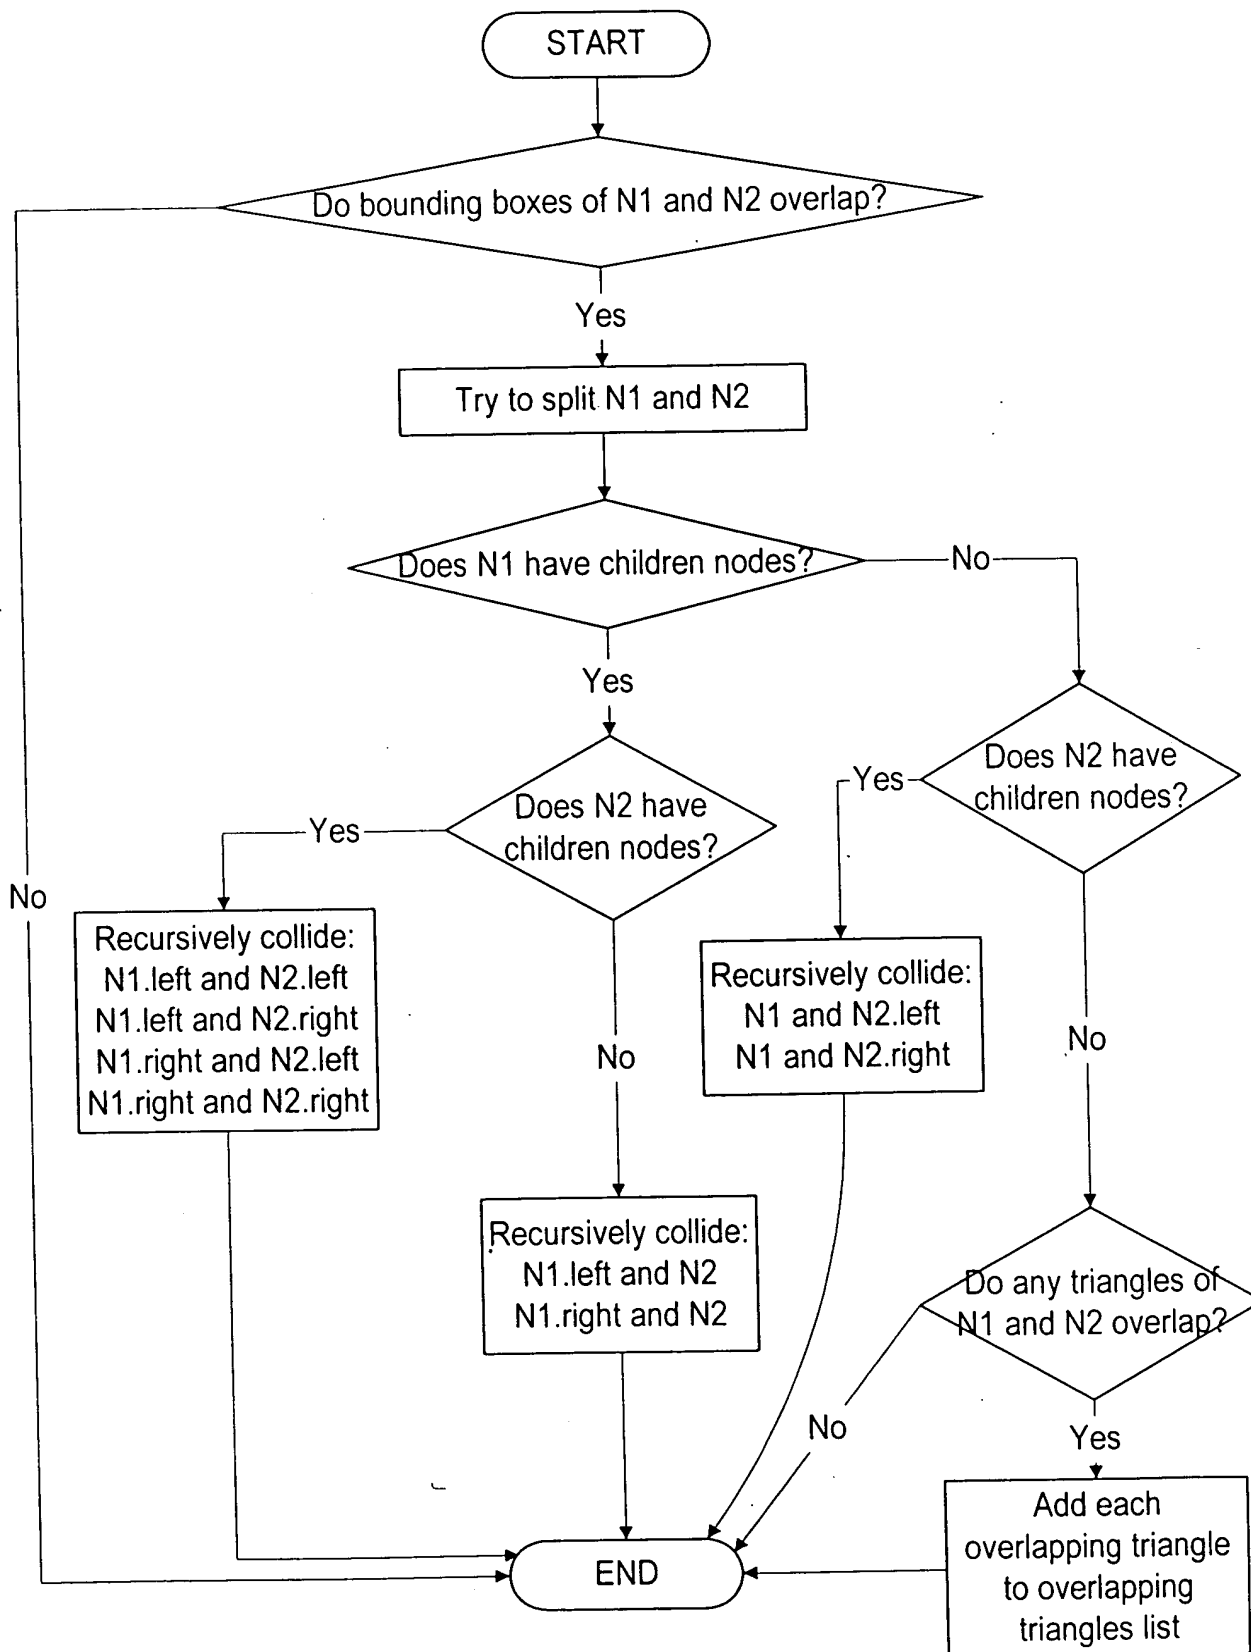 START
Do bounding boxes of N1 and N2 overlap?
Yes
Try to split N1 and N2
Does N1 have children nodes?
No
Yes
Does N2 have
children nodes?
Yes
Does N2 have
children nodes?
Yes
No
Recursively collide:
N1.left and N2.left
N1.left and N2.right
N1.right and N2.left
N1.right and N2.right
Recursively collide:
N1 and N2.left
N1 and N2.right
No
No
Recursively collide:
N1.left and N2
N1.right and N2
Do any triangles of
N1 and N2 overlap?
No
Yes
Add each
overlapping triangle
to overlapping
triangles list
END